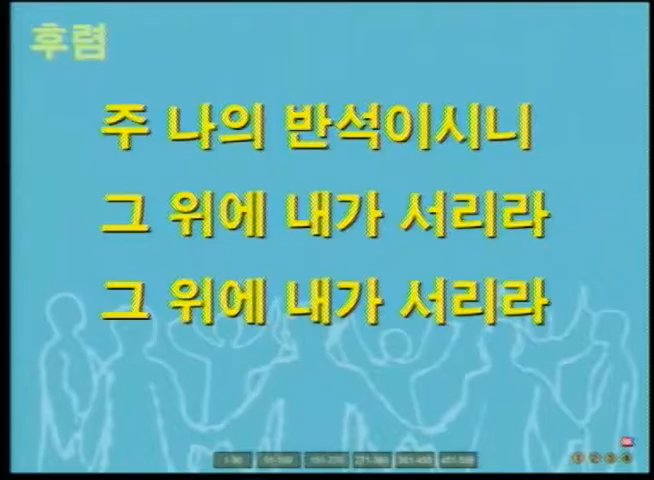 후렴
주 나의 반석이시니
그 위에 내가 서리라
그 위에 내가 서리라